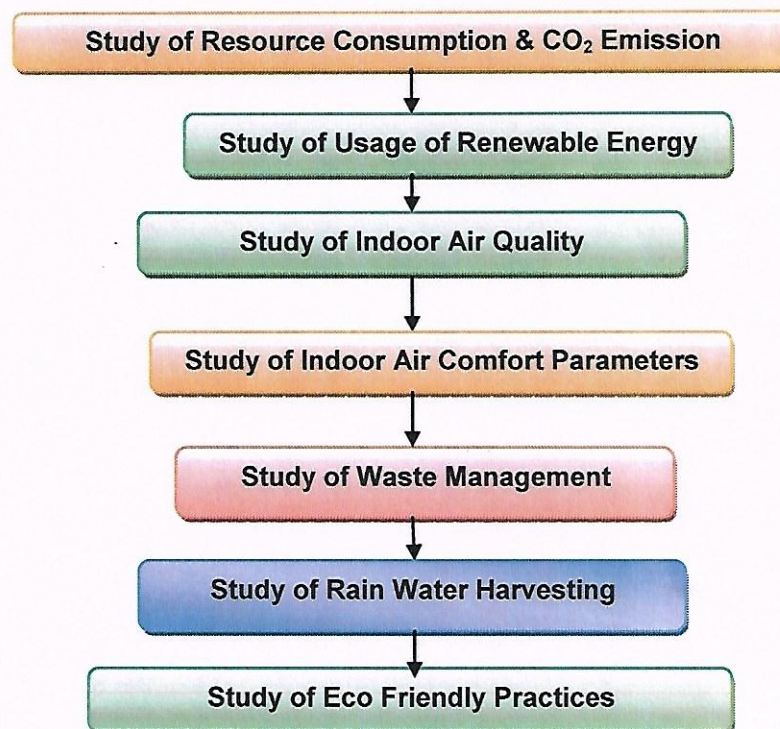 Study of Resource Consumption & CO₂ Emission
Study of Usage of Renewable Energy
Study of Indoor Air Quality
Study of Indoor Air Comfort Parameters
Study of Waste Management
Study of Rain Water Harvesting
Study of Eco Friendly Practices